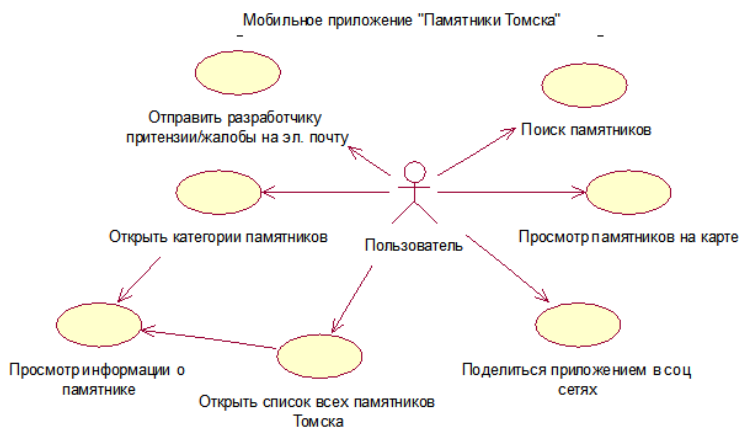 Мобильное приложение "Памятники Томска"
Отправить разработчику
притензии/жалобы на эл. почту
Поиск памятников
Открыть категории памятников
Пользователь
Просмотр памятников на карте
Просмотр информации о
памятнике
Открыть список всех памятников
Томска
Поделиться приложением в соц
сетях